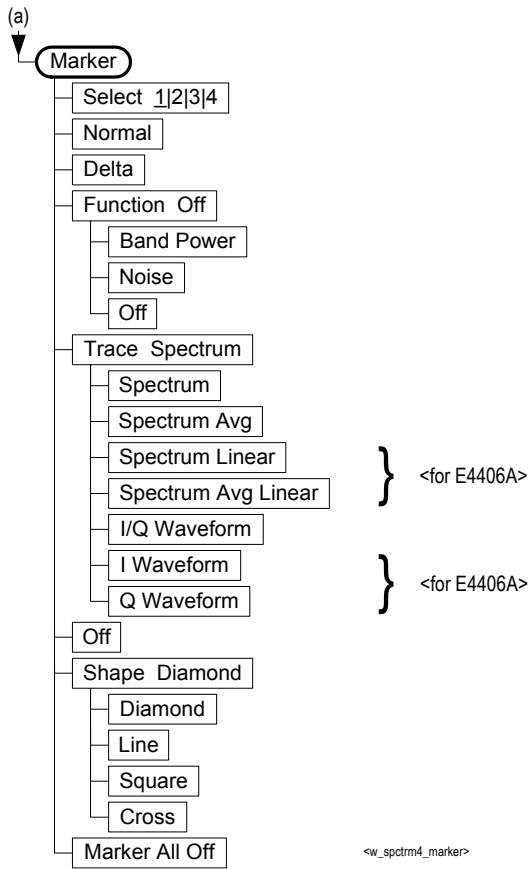 (a)
Marker
Select 1|2|3|4
Normal
Delta
Function Off
Band Power
Noise
Off
Trace Spectrum
Spectrum
Spectrum Avg
Spectrum Linear
Spectrum Avg Linear
<for E4406A>
I/Q Waveform
I Waveform
Q Waveform
<for E4406A>
Off
Shape Diamond
Diamond
Line
Square
Cross
Marker All Off
<w_spctrm4_marker>